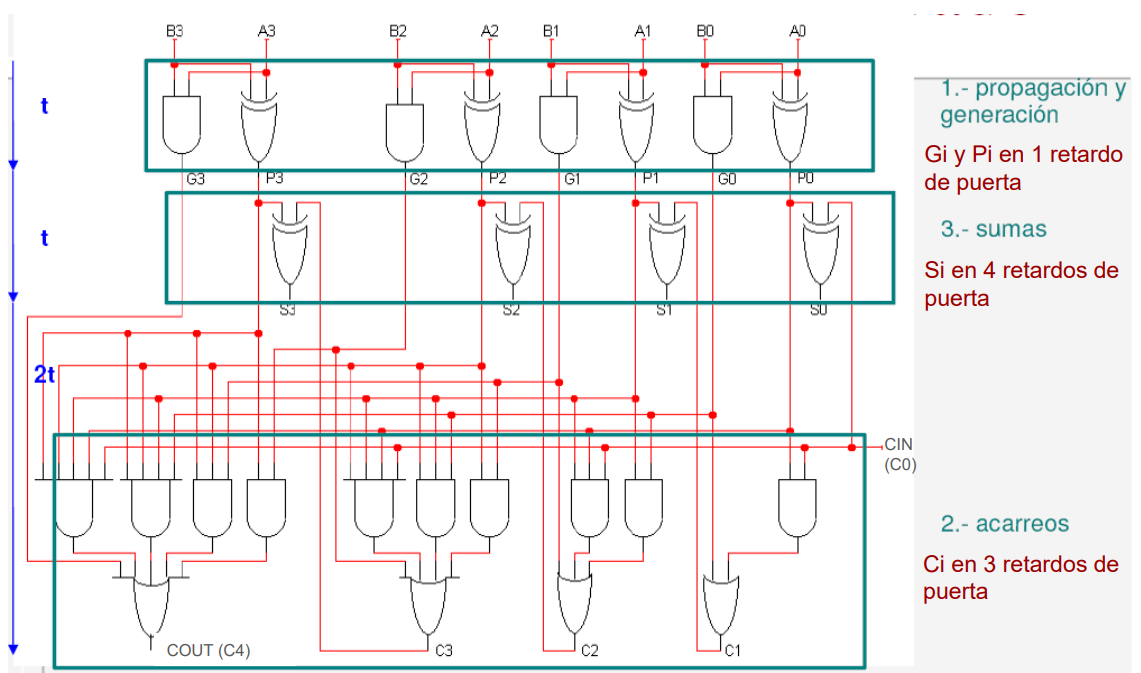 B3 A3 B2 A2 B1 A1 B0 A0
t
1.- propagación y
generación
Gi y Pi en 1 retardo
de puerta
G3 P3 G2 P2 G1 P1 G0 P0
t
3.- sumas
Si en 4 retardos de
puerta
S3 S2 S1 S0
2t
CIN
(C0)
2.- acarreos
Ci en 3 retardos de
puerta
COUT (C4) C3 C2 C1